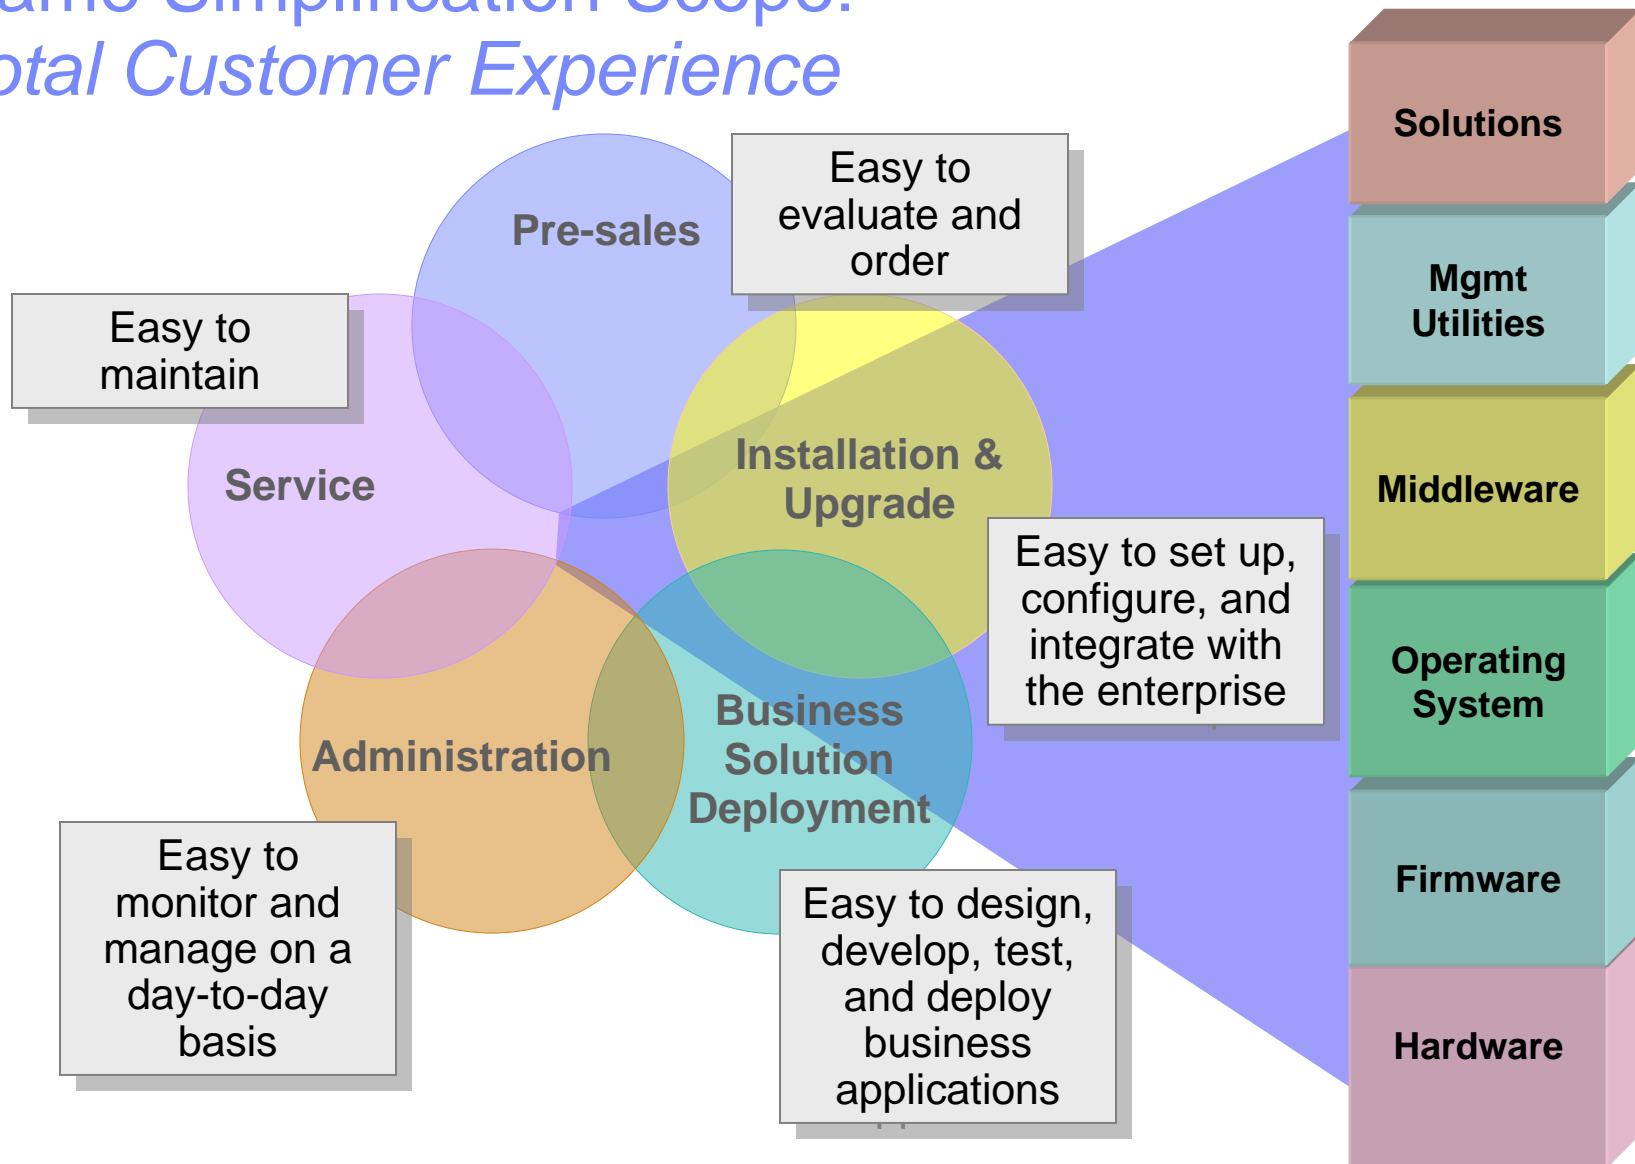 Simplification Scope:
Customer Experience
Pre-sales
Easy to
evaluate and
order
Easy to
maintain
Service
Installation &
Upgrade
Easy to set up,
configure, and
integrate with
the enterprise
Administration
Business
Solution
Deployment
Easy to
monitor and
manage on a
day-to-day
basis
Easy to design,
develop, test,
and deploy
business
applications
Solutions
Mgmt
Utilities
Middleware
Operating
System
Firmware
Hardware